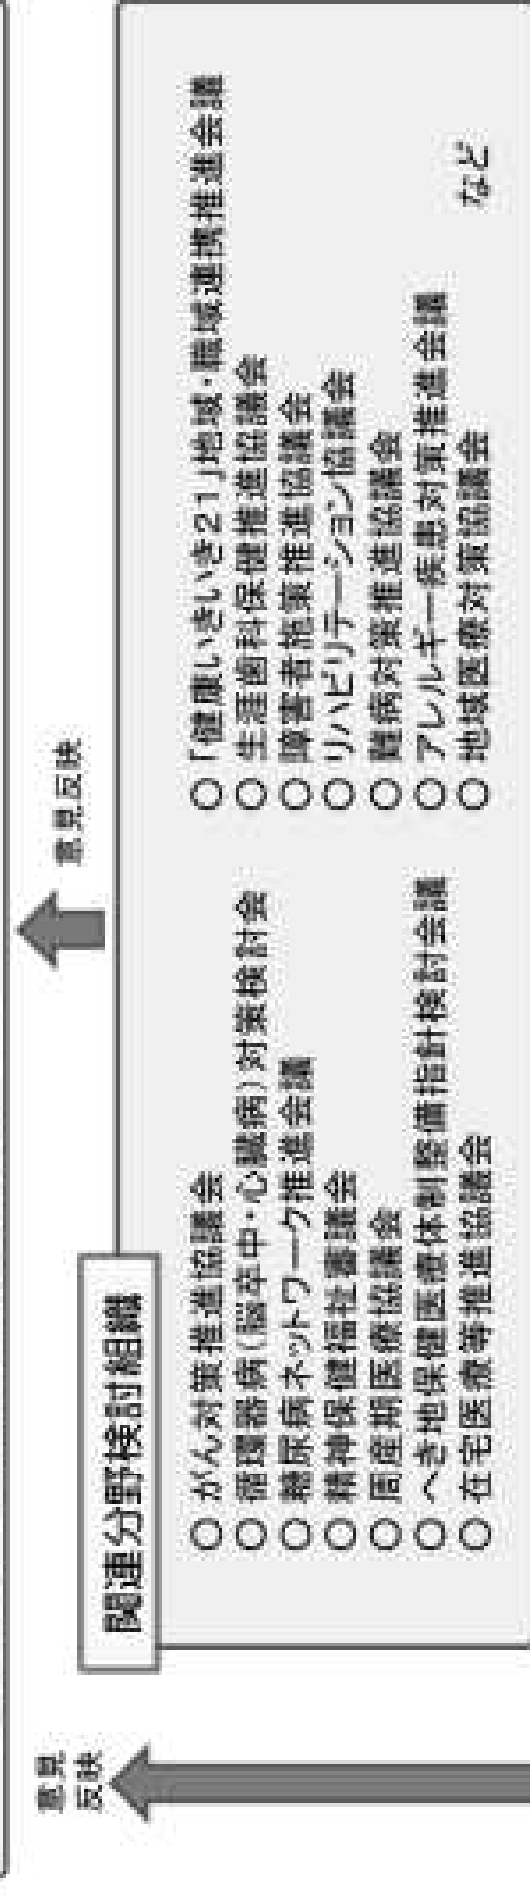 意見反映
意見
反映
関連分野検討組織
○ がん対策推進協議会
○ 循環器病(脳卒中・心臓病)対策検討会
○ 糖尿病ネットワーク推進会議
○ 精神保健福祉審議会
○ 周産期医療協議会
○ へき地保健医療体制整備指針検討会議
○ 在宅医療等推進協議会
○ 「健康いきいき21」地域・職域連携推進会議
○ 生涯歯科保健推進協議会
○ 障害者施策推進協議会
○ リハビリテーション協議会
○ 難病対策推進協議会
○ アレルギー疾患対策推進会議
○ 地域医療対策協議会
など